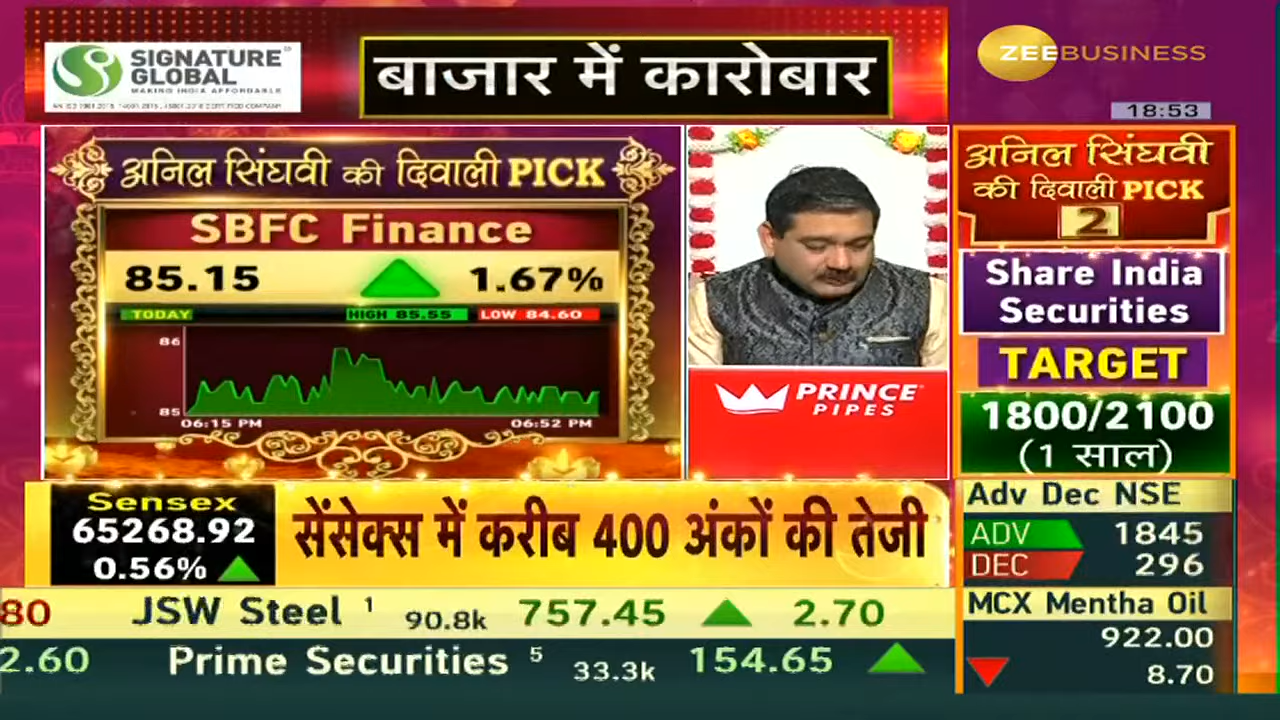 SIGNATURE
GLOBAL
MAKING INDIA AFFORDABLE
बाजार में कारोबार
ZEEBUSINESS
18:53
अनिल सिंघवी की दिवाली PICK
SBFC Finance
85.15 1.67%
TODAY HIGH 85.55 LOW 84.60
86
85
06:15 PM 06:52 PM
PRINCE
PIPES
अनिल सिंघवी
की दिवाली PICK
2
Share India
Securities
TARGET
1800/2100
(1 साल)
Sensex
65268.92
0.56%
सेंसेक्स में करीब 400 अंकों की तेजी
Adv Dec NSE
ADV 1845
DEC 296
MCX Mentha Oil
922.00
8.70
80 JSW Steel 1 90.8k 757.45 2.70
2.60 Prime Securities 5 33.3k 154.65